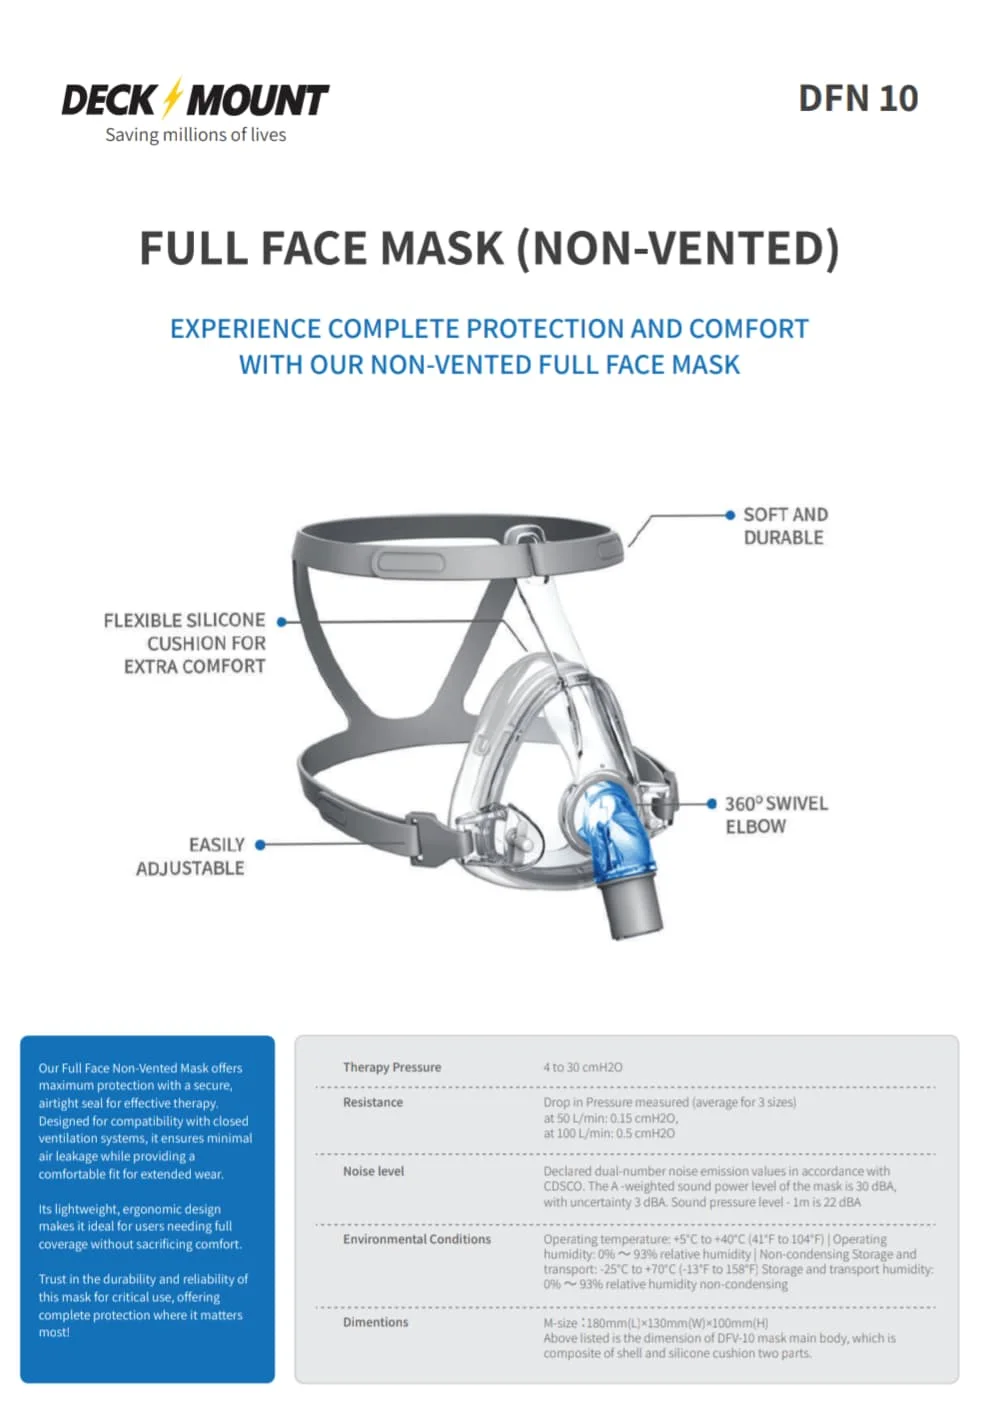 DECK MOUNT
Saving millions of lives
DFN 10
FULL FACE MASK (NON-VENTED)
EXPERIENCE COMPLETE PROTECTION AND COMFORT
WITH OUR NON-VENTED FULL FACE MASK
SOFT AND
DURABLE
FLEXIBLE SILICONE
CUSHION FOR
EXTRA COMFORT
360° SWIVEL
ELBOW
EASILY
ADJUSTABLE
Our Full Face Non-Vented Mask offers
maximum protection with a secure,
airtight seal for effective therapy.
Designed for compatibility with closed
ventilation systems, it ensures minimal
air leakage while providing a
comfortable fit for extended wear.
Its lightweight, ergonomic design
makes it ideal for users needing full
coverage without sacrificing comfort.
Trust in the durability and reliability of
this mask for critical use, offering
complete protection where it matters
most!
Therapy Pressure
4 to 30 cmH2O
Resistance
Drop in Pressure measured (average for 3 sizes)
at 50 L/min: 0.15 cmH2O,
at 100 L/min: 0.5 cmH2O
Noise level
Declared dual-number noise emission values in accordance with
CDSCO. The A -weighted sound power level of the mask is 30 dBA,
with uncertainty 3 dBA. Sound pressure level - 1m is 22 dBA
Environmental Conditions
Operating temperature: +5°C to +40°C (41°F to 104°F) | Operating
humidity: 0% ～ 93% relative humidity | Non-condensing Storage and
transport: -25°C to +70°C (-13°F to 158°F) Storage and transport humidity:
0% ～ 93% relative humidity non-condensing
Dimentions
M-size：180mm(L)×130mm(W)×100mm(H)
Above listed is the dimension of DFV-10 mask main body, which is
composite of shell and silicone cushion two parts.